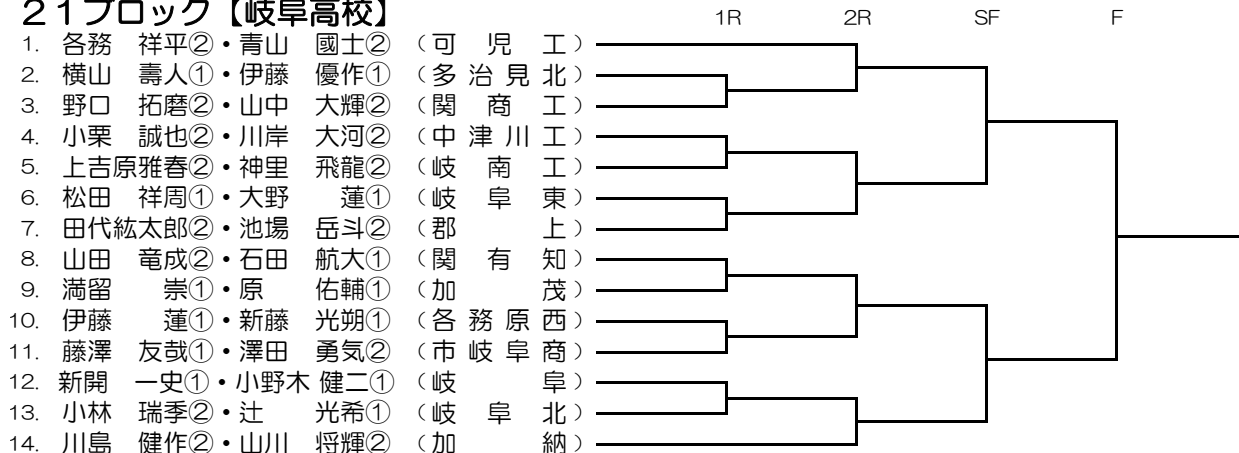 21ブロック【岐阜高校】
1R 2R SF F
1. 各務 祥平②・青山 國士② (可児工)
2. 横山 壽人①・伊藤 優作① (多治見北)
3. 野口 拓磨②・山中 大輝② (関商工)
4. 小栗 誠也②・川岸 大河② (中津川工)
5. 上吉原雅春②・神里 飛龍② (岐南工)
6. 松田 祥周①・大野 蓮① (岐阜東)
7. 田代紘太郎②・池場 岳斗② (郡上)
8. 山田 竜成②・石田 航大① (関有知)
9. 満留 崇①・原 佑輔① (加茂)
10. 伊藤 蓮①・新藤 光朔① (各務原西)
11. 藤澤 友哉①・澤田 勇気② (市岐阜商)
12. 新開 一史①・小野木 健二① (岐阜)
13. 小林 瑞季②・辻 光希① (岐阜北)
14. 川島 健作②・山川 将輝② (加納)